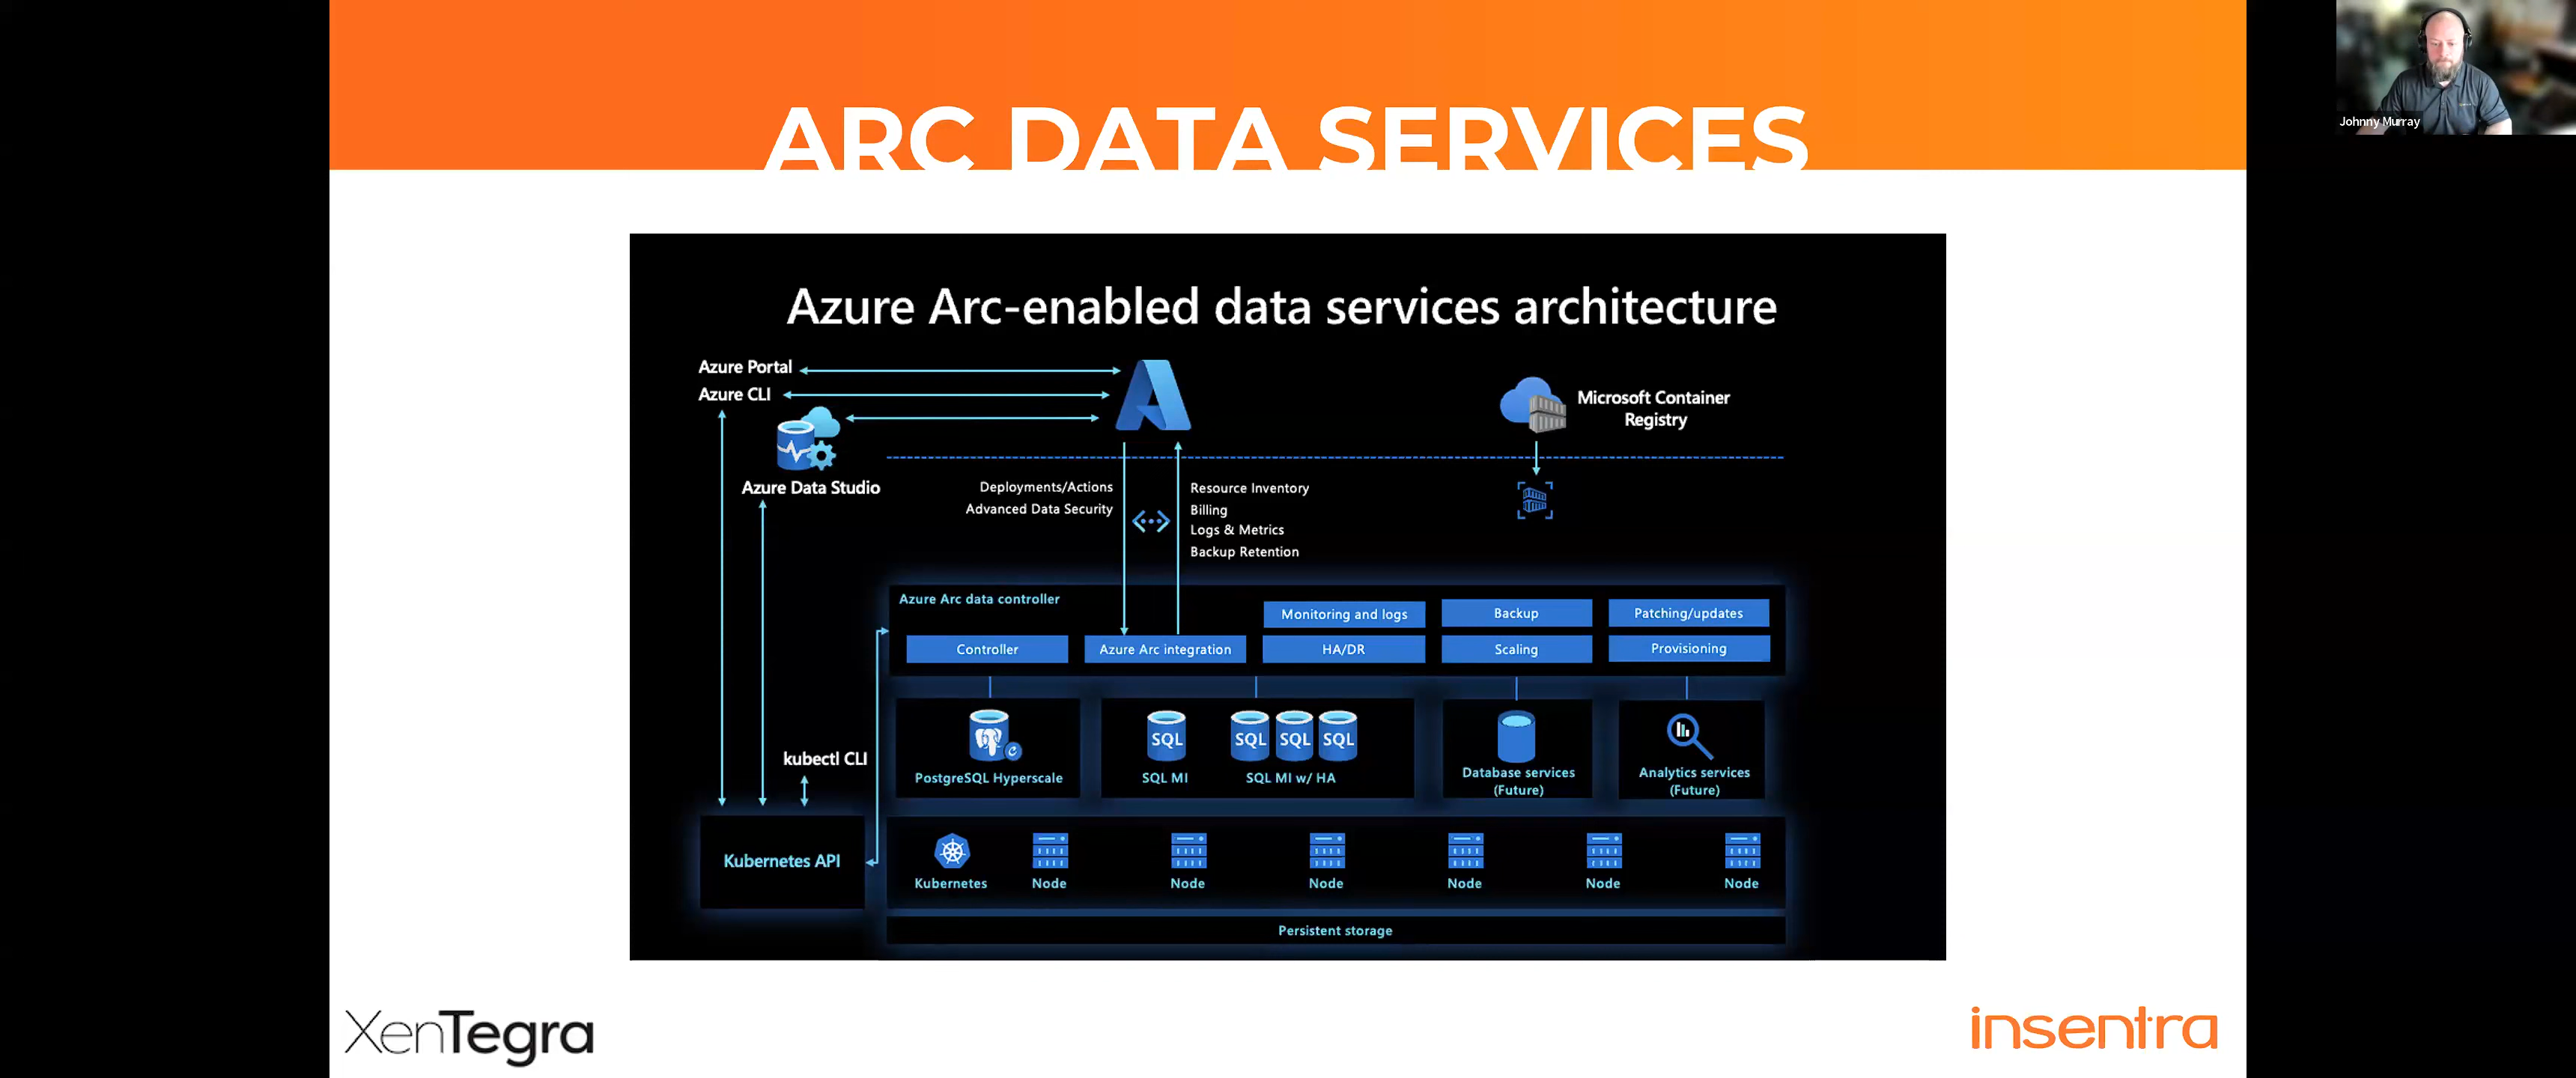 ARC DATA SERVICES
Johnny Murray
Azure Arc-enabled data services architecture
Azure Portal
Azure CLI
Azure Data Studio
Microsoft Container
Registry
Deployments/Actions
Advanced Data Security
Resource Inventory
Billing
Logs & Metrics
Backup Retention
Azure Arc data controller
Monitoring and logs
Backup
Patching/updates
Controller
Azure Arc integration
HA/DR
Scaling
Provisioning
kubectl CLI
SQL
SQL SQL SQL
PostgreSQL Hyperscale
SQL MI
SQL MI w/ HA
Database services
(Future)
Analytics services
(Future)
Kubernetes API
Kubernetes
Node
Node
Node
Node
Node
Node
Persistent storage
XenTegra
insentra